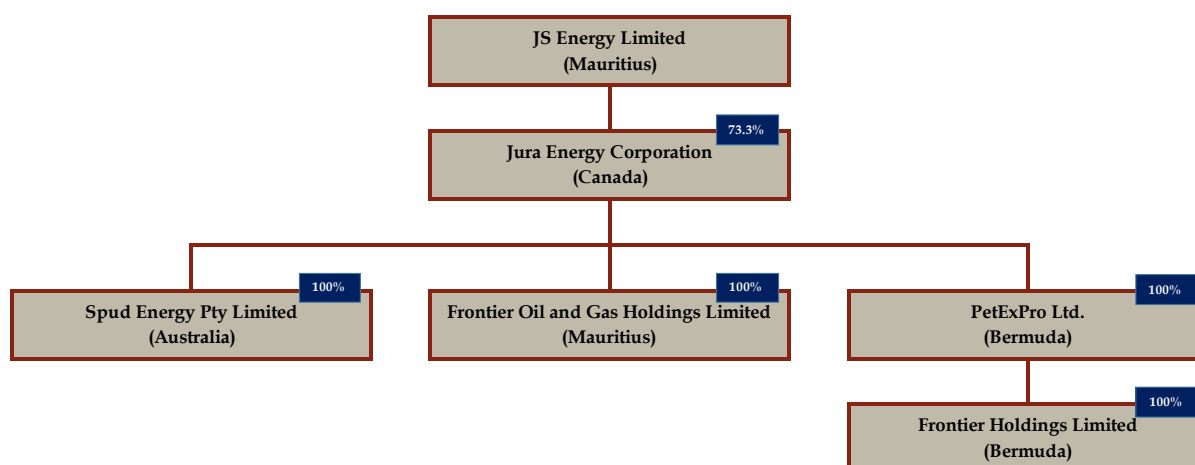 JS Energy Limited
(Mauritius)
73.3%
Jura Energy Corporation
(Canada)
100%
Spud Energy Pty Limited
(Australia)
100%
Frontier Oil and Gas Holdings Limited
(Mauritius)
100%
PetExPro Ltd.
(Bermuda)
100%
Frontier Holdings Limited
(Bermuda)